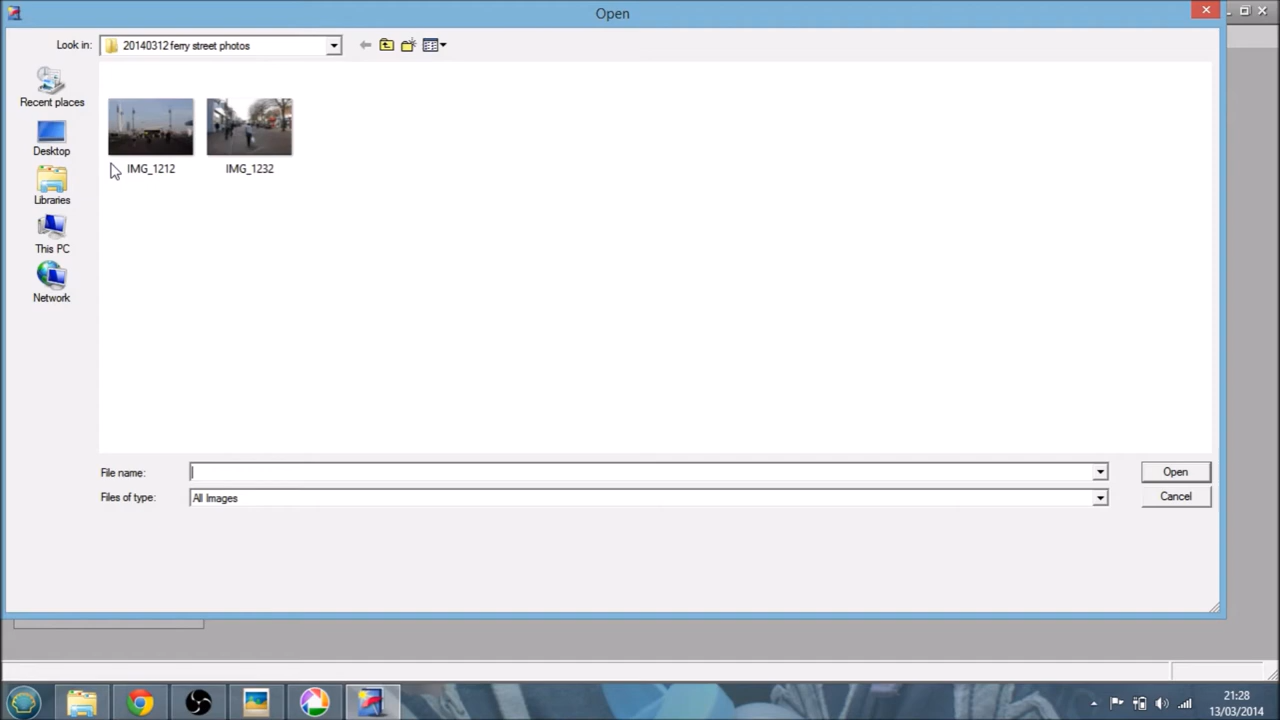 Open
Look in: 20140312 ferry street photos
Recent places
Desktop
Libraries
This PC
Network
IMG_1212 IMG_1232
File name: Open
Files of type: All Images Cancel
21:28
13/03/2014